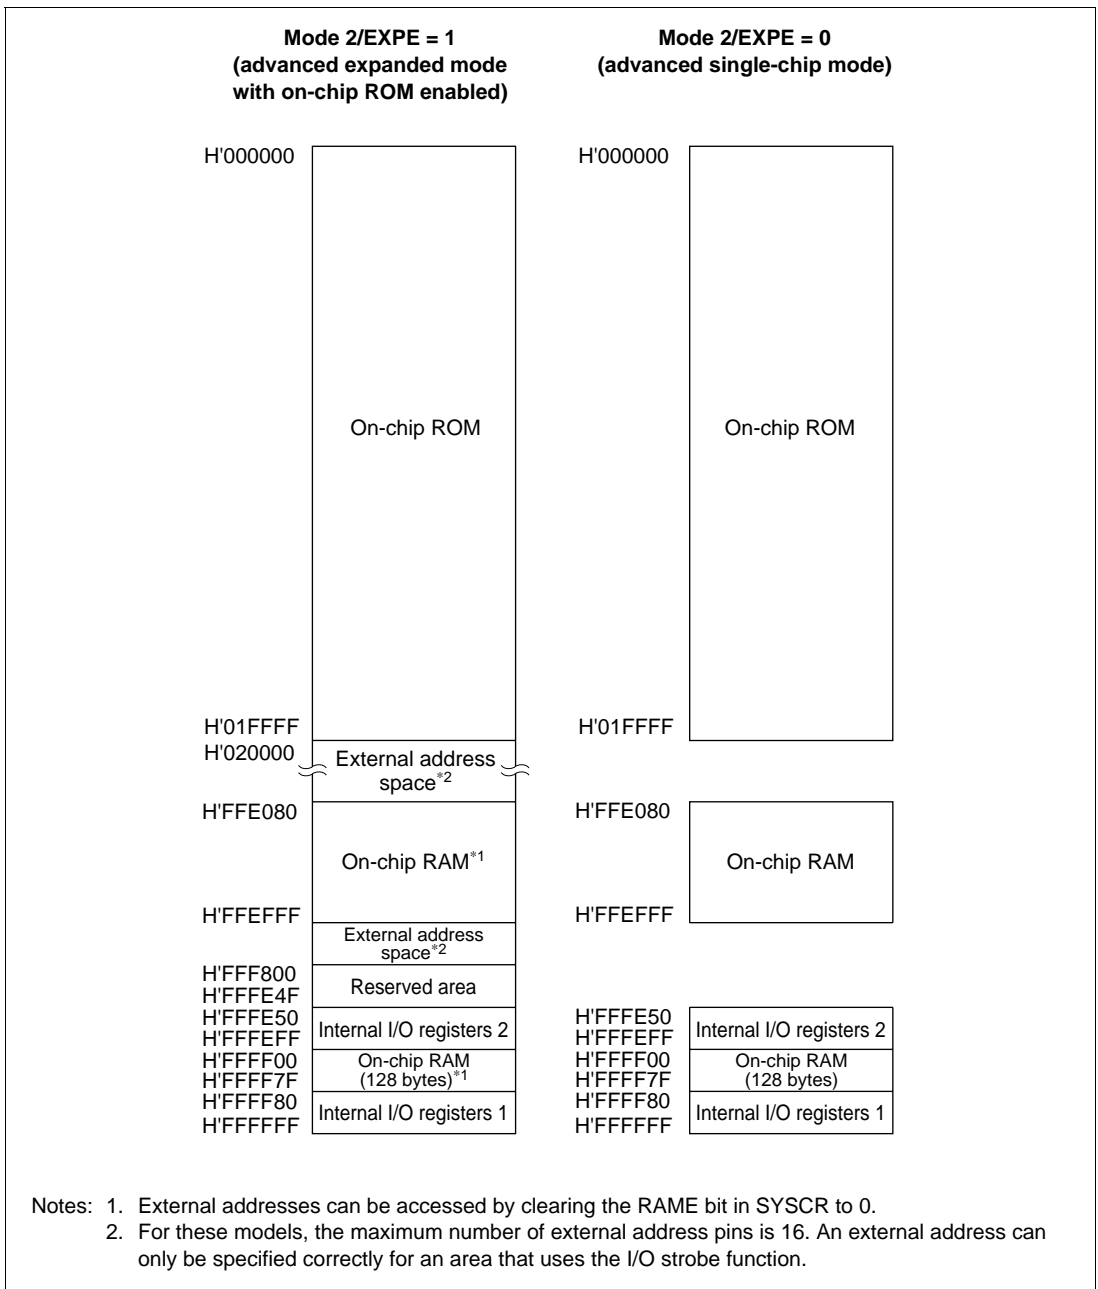 Mode 2/EXPE = 1
(advanced expanded mode
with on-chip ROM enabled)
Mode 2/EXPE = 0
(advanced single-chip mode)
H'000000
On-chip ROM
H'01FFFF
H'020000
External address
space*2
H'FFE080
On-chip RAM*1
H'FFEFFF
External address
space*2
H'FFF800
Reserved area
H'FFFE4F
H'FFFE50
Internal I/O registers 2
H'FFFEFF
H'FFFF00
On-chip RAM
(128 bytes)*1
H'FFFF7F
H'FFFF80
Internal I/O registers 1
H'FFFFFF
H'000000
On-chip ROM
H'01FFFF
H'FFE080
On-chip RAM
H'FFEFFF
H'FFFE50
Internal I/O registers 2
H'FFFEFF
H'FFFF00
On-chip RAM
(128 bytes)
H'FFFF7F
H'FFFF80
Internal I/O registers 1
H'FFFFFF
Notes: 1. External addresses can be accessed by clearing the RAME bit in SYSCR to 0.
2. For these models, the maximum number of external address pins is 16. An external address can
only be specified correctly for an area that uses the I/O strobe function.